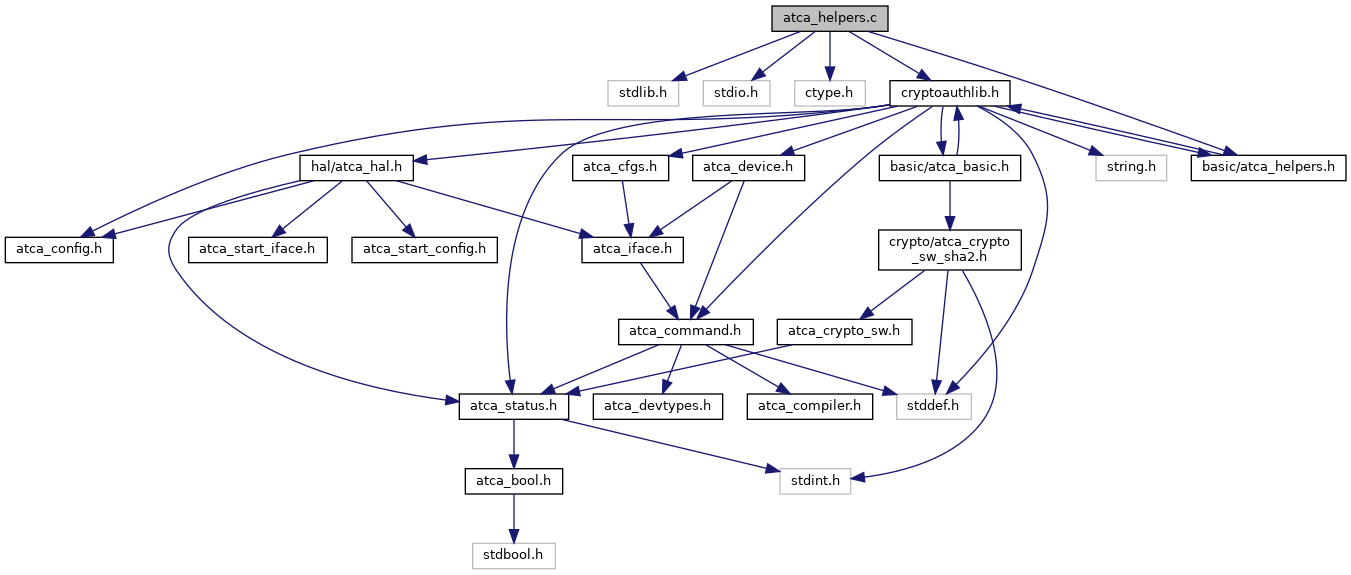 atca_helpers.c
stdlib.h
stdio.h
ctype.h
cryptoauthlib.h
hal/atca_hal.h
atca_cfgs.h
atca_device.h
basic/atca_basic.h
string.h
basic/atca_helpers.h
atca_config.h
atca_start_iface.h
atca_start_config.h
atca_iface.h
crypto/atca_crypto
_sw_sha2.h
atca_command.h
atca_crypto_sw.h
atca_status.h
atca_devtypes.h
atca_compiler.h
stddef.h
atca_bool.h
stdint.h
stdbool.h